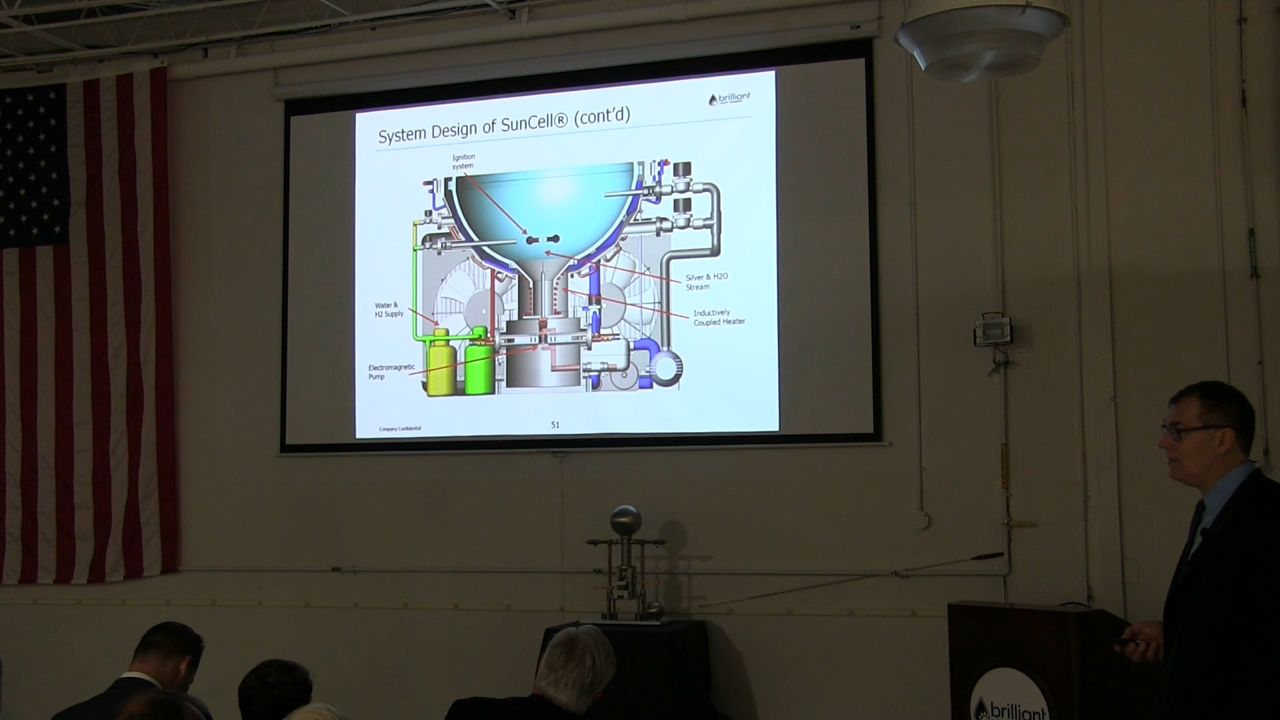 brilliant
System Design of SunCell® (cont'd)
Ignition
system
Silver & H2O
Stream
Water &
H2 Supply
Inductively
Coupled Heater
Electromagnetic
Pump
Company Confidential
51
brilliant